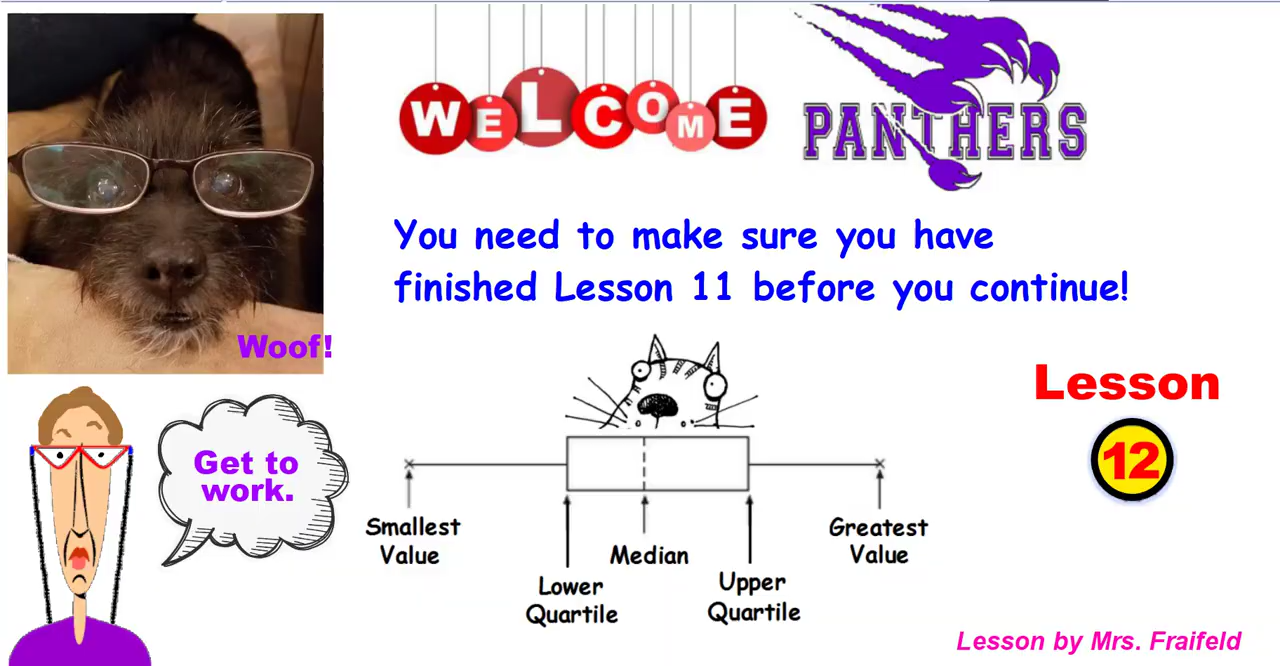 WELCOME
PANTHERS
You need to make sure you have
finished Lesson 11 before you continue!
Woof!
Get to
work.
Lesson
12
Smallest
Value
Lower
Quartile
Median
Upper
Quartile
Greatest
Value
Lesson by Mrs. Fraifeld